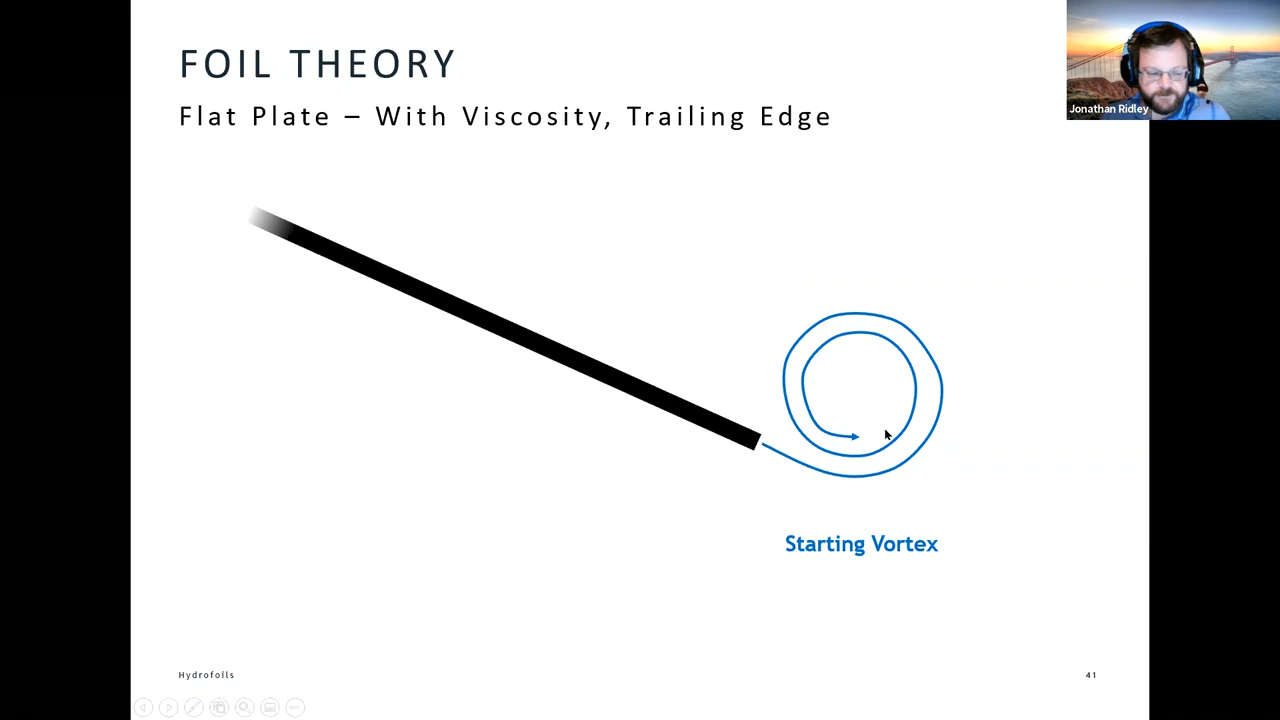 FOIL THEORY
Flat Plate – With Viscosity, Trailing Edge
Jonathan Ridley
Starting Vortex
Hydrofoils
41